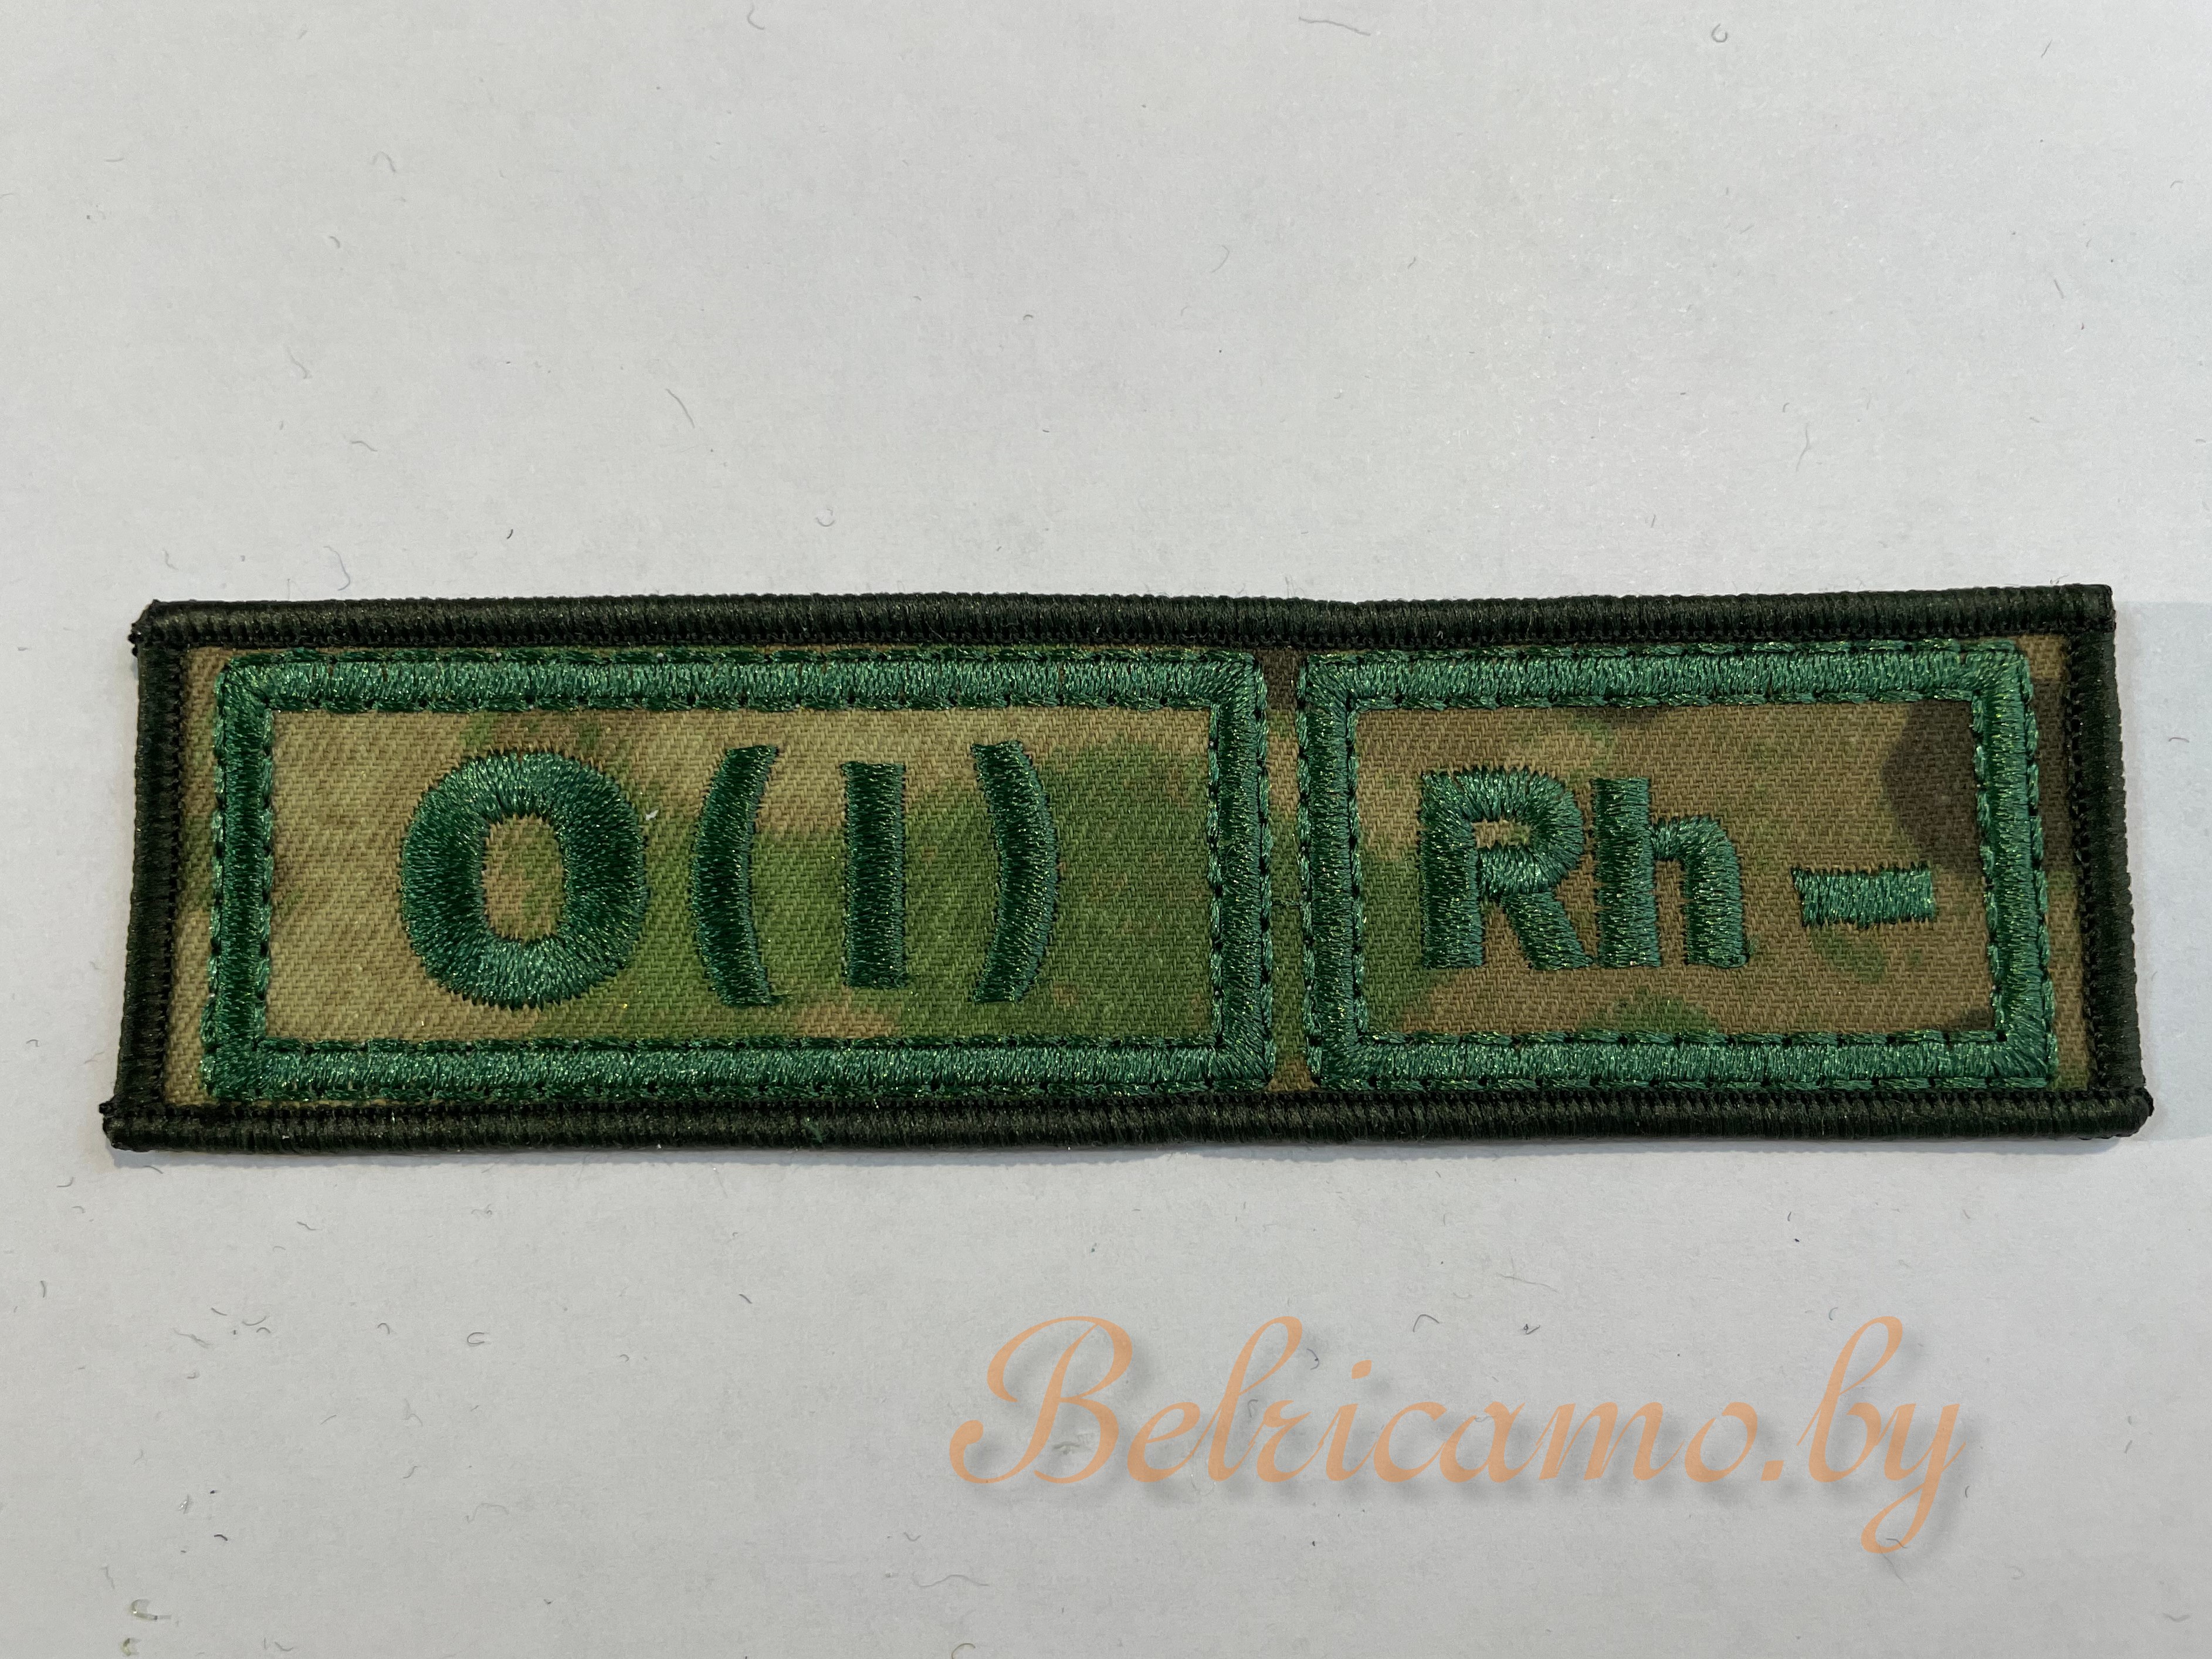 O(I) Rh -
Belricamo.by